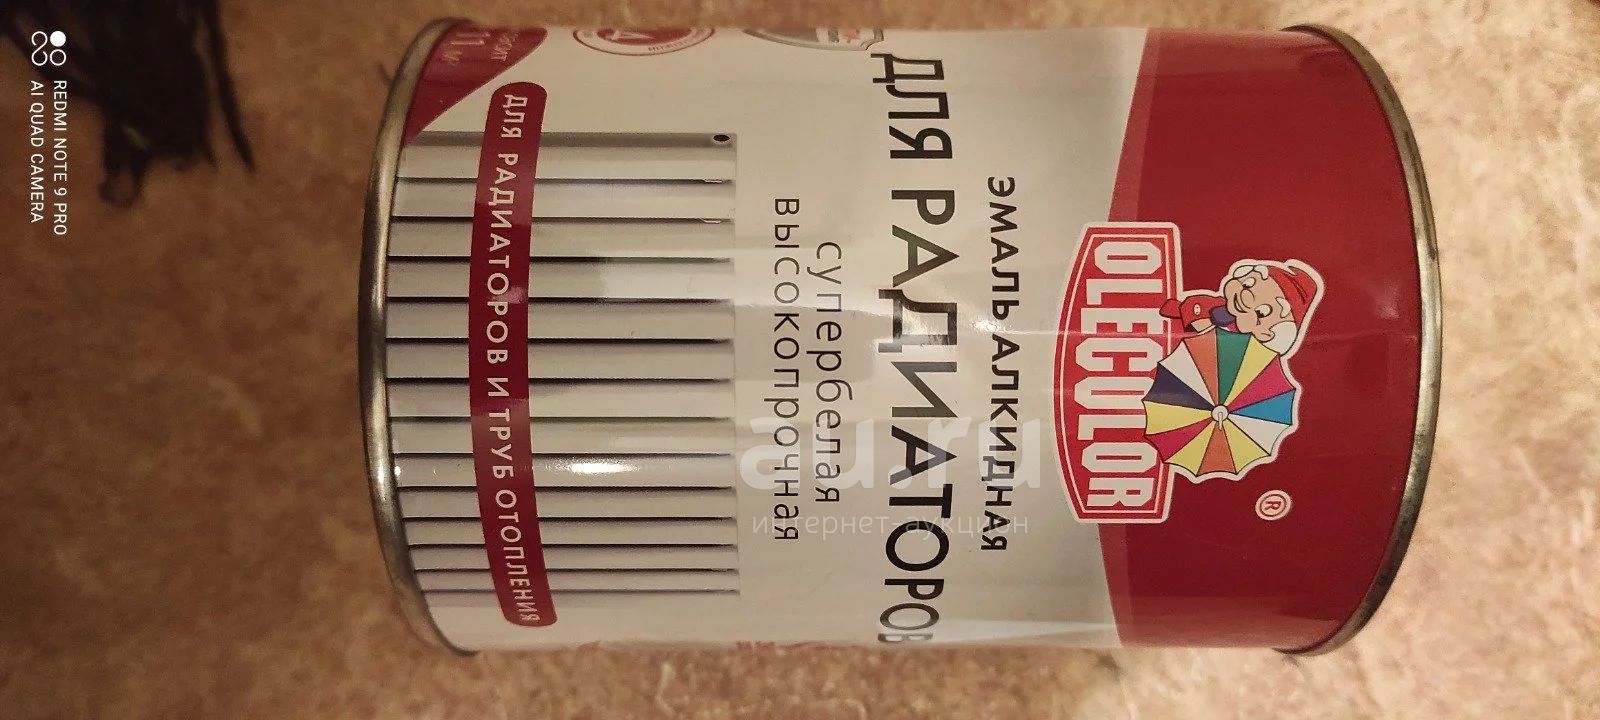 OLECOLOR
®
ЭМАЛЬ АЛКИДНАЯ
ДЛЯ РАДИАТОРОВ
супербелая
высокопрочная
ДЛЯ РАДИАТОРОВ И ТРУБ ОТОПЛЕНИЯ
au.ru
интернет-аукцион
REDMI NOTE 9 PRO
AI QUAD CAMERA